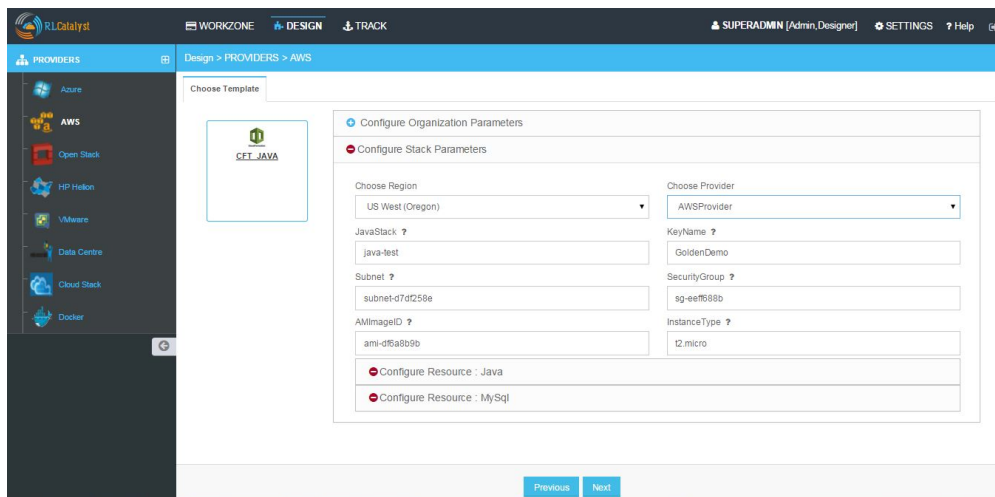 RLCatalyst
WORKZONE DESIGN TRACK
SUPERADMIN [Admin,Designer] SETTINGS ? Help
PROVIDERS
Design > PROVIDERS > AWS
Azure
AWS
Open Stack
HP Helion
VMware
Data Centre
Cloud Stack
Docker
Choose Template
CFT_JAVA
Configure Organization Parameters
Configure Stack Parameters
Choose Region
US West (Oregon)
Choose Provider
AWSProvider
JavaStack ?
java-test
KeyName ?
GoldenDemo
Subnet ?
subnet-d7df258e
SecurityGroup ?
sg-eeff688b
AMImageID ?
ami-df6a8b9b
InstanceType ?
t2.micro
Configure Resource : Java
Configure Resource : MySql
Previous Next